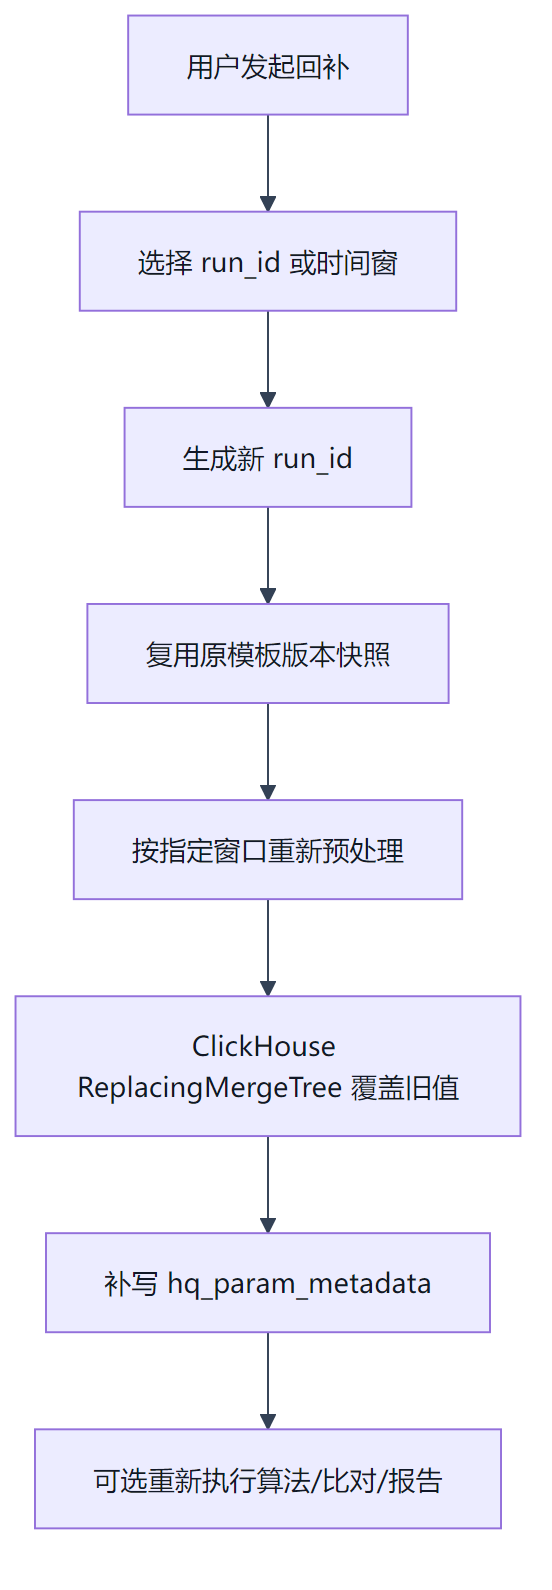 用户发起回补
选择 run_id 或时间窗
生成新 run_id
复用原模板版本快照
按指定窗口重新预处理
ClickHouse
ReplacingMergeTree 覆盖旧值
补写 hq_param_metadata
可选重新执行算法/比对/报告